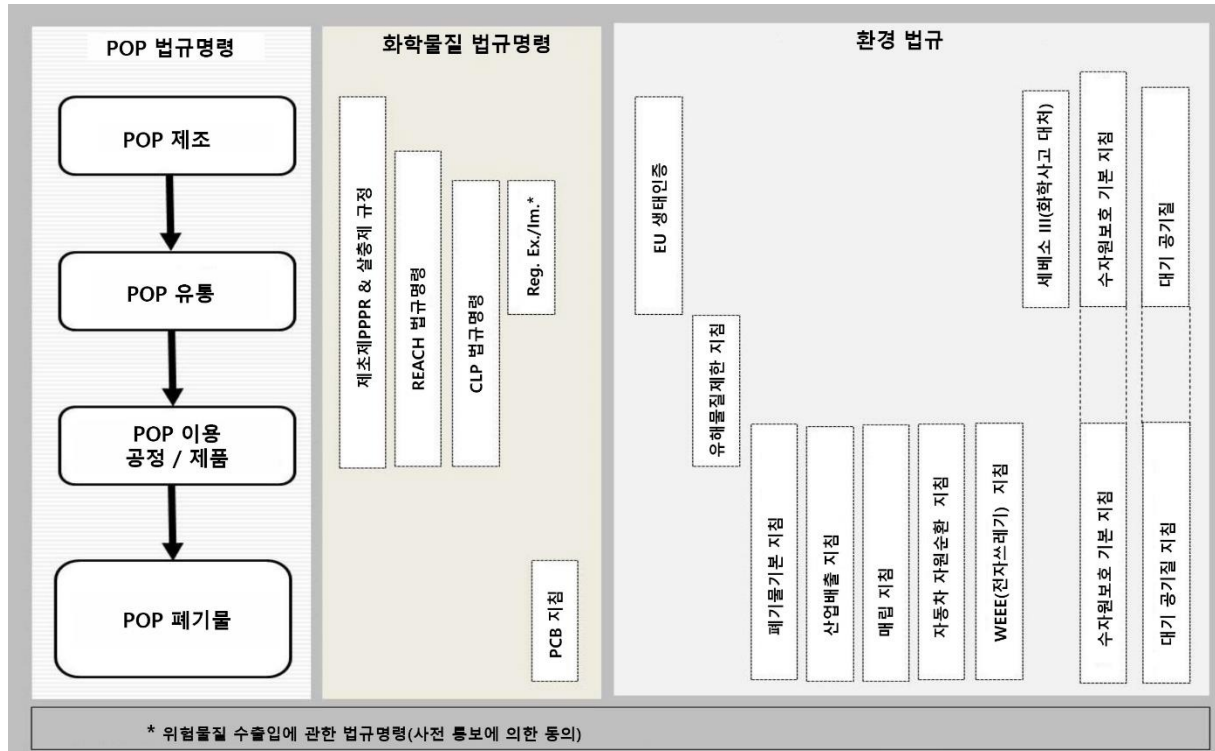 POP 법규명령
POP 제조
POP 유통
POP 이용
공정 / 제품
POP 폐기물
화학물질 법규명령
제초제PPPR & 살충제 규정
REACH 법규명령
CLP 법규명령
Reg. Ex./Im.*
PCB 지침
환경 법규
EU 생태인증
유해물질제한 지침
폐기물기본 지침
산업배출 지침
매립 지침
자동차 자원순환 지침
WEEE(전자쓰레기) 지침
세베소 III(화학사고 대처)
수자원보호 기본 지침
대기 공기질
수자원보호 기본 지침
대기 공기질 지침
* 위험물질 수출입에 관한 법규명령(사전 통보에 의한 동의)